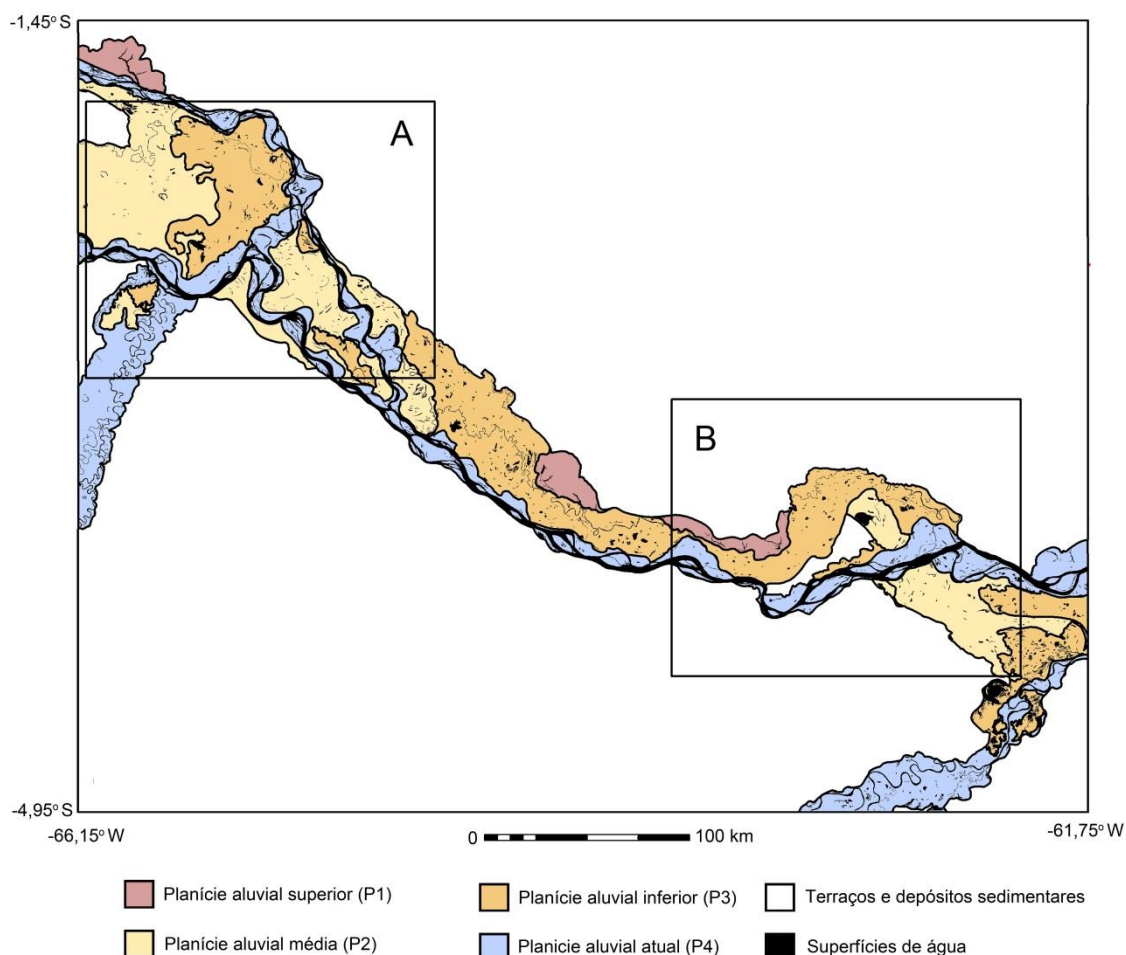 -1,45° S
A
B
-4,95° S
-66,15° W
0 100 km
-61,75° W
Planície aluvial superior (P1)
Planície aluvial inferior (P3)
Terraços e depósitos sedimentares
Planície aluvial média (P2)
Planicie aluvial atual (P4)
Superfícies de água